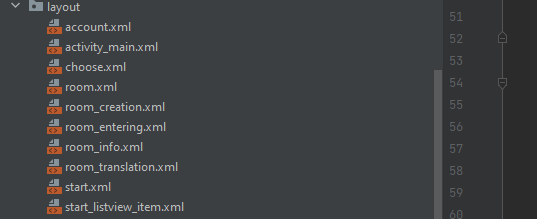 layout
account.xml
activity_main.xml
choose.xml
room.xml
room_creation.xml
room_entering.xml
room_info.xml
room_translation.xml
start.xml
start_listview_item.xml
51
52
53
54
55
56
57
58
59
60